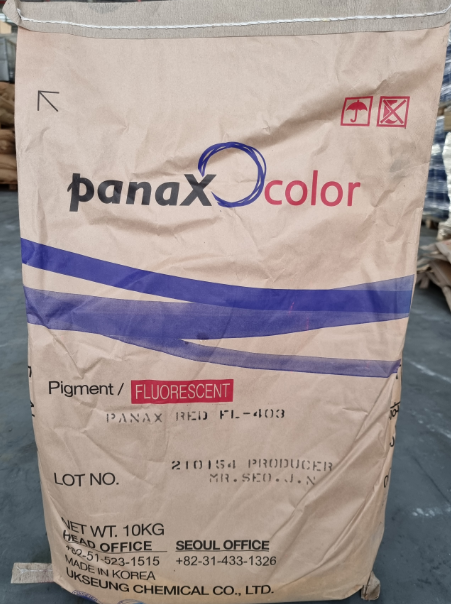 panax color
Pigment / FLUORESCENT
PANAX RED FL-403
210154 PRODUCER
LOT NO. MR.SEO.J.N
NET WT. 10KG
HEAD OFFICE SEOUL OFFICE
+82-51-523-1515 +82-31-433-1326
MADE IN KOREA
UKSEUNG CHEMICAL CO., LTD.